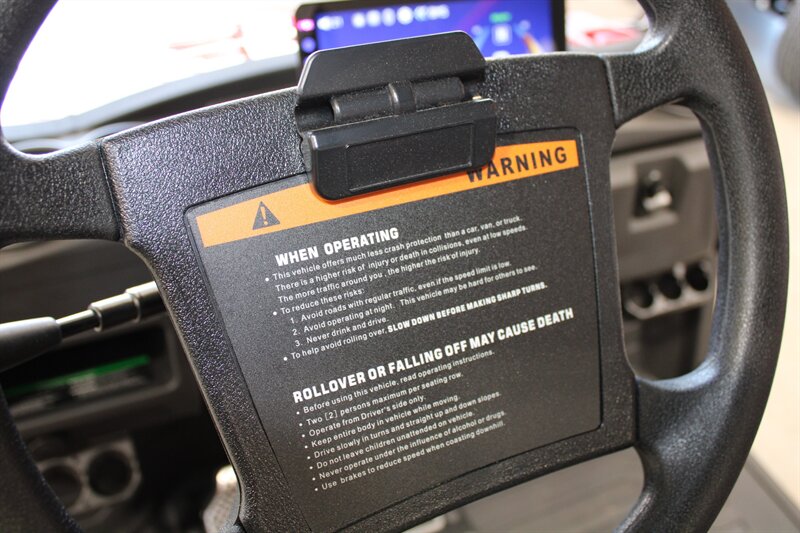 WARNING
WHEN OPERATING
• This vehicle offers much less crash protection than a car, van, or truck.
There is a higher risk of injury or death in collisions, even at low speeds.
The more traffic around you, the higher the risk of injury.
• To reduce these risks:
1. Avoid roads with regular traffic, even if the speed limit is low.
2. Avoid operating at night. This vehicle may be hard for others to see.
3. Never drink and drive.
• To help avoid rolling over, SLOW DOWN BEFORE MAKING SHARP TURNS.
ROLLOVER OR FALLING OFF MAY CAUSE DEATH
• Before using this vehicle, read operating instructions.
• Two [2] persons maximum per seating row.
• Operate from Driver's side only.
• Keep entire body in vehicle while moving.
• Drive slowly in turns and straight up and down slopes.
• Do not leave children unattended on vehicle.
• Never operate under the influence of alcohol or drugs.
• Use brakes to reduce speed when coasting downhill.